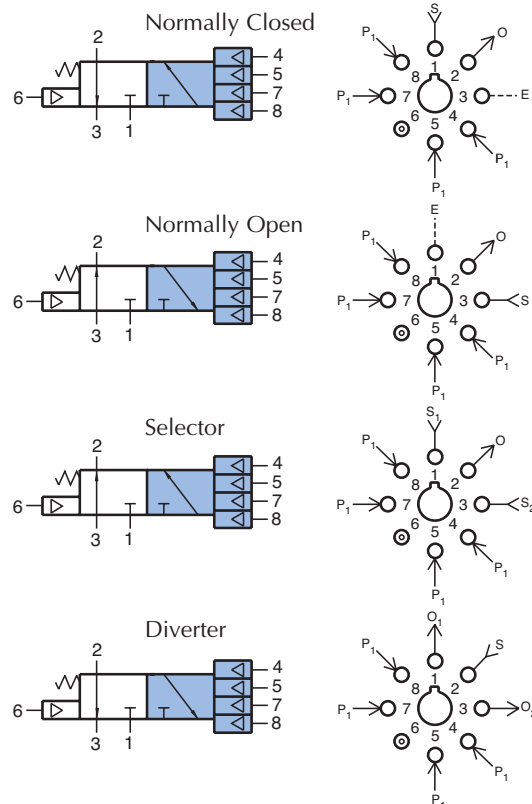 Normally Closed
2
4
5
7
8
6
3 1
S
P1
O
8 1 2
P1 7 3 E
6 5 4
P1
P1
Normally Open
2
4
5
7
8
6
3 1
E
P1
O
8 1 2
P1 7 3 S
6 5 4
P1
P1
Selector
2
4
5
7
8
6
3 1
S1
P1
O
8 1 2
P1 7 3 S2
6 5 4
P1
P1
Diverter
2
4
5
7
8
6
3 1
O1
P1
S
8 1 2
P1 7 3 O2
6 5 4
P1
P1